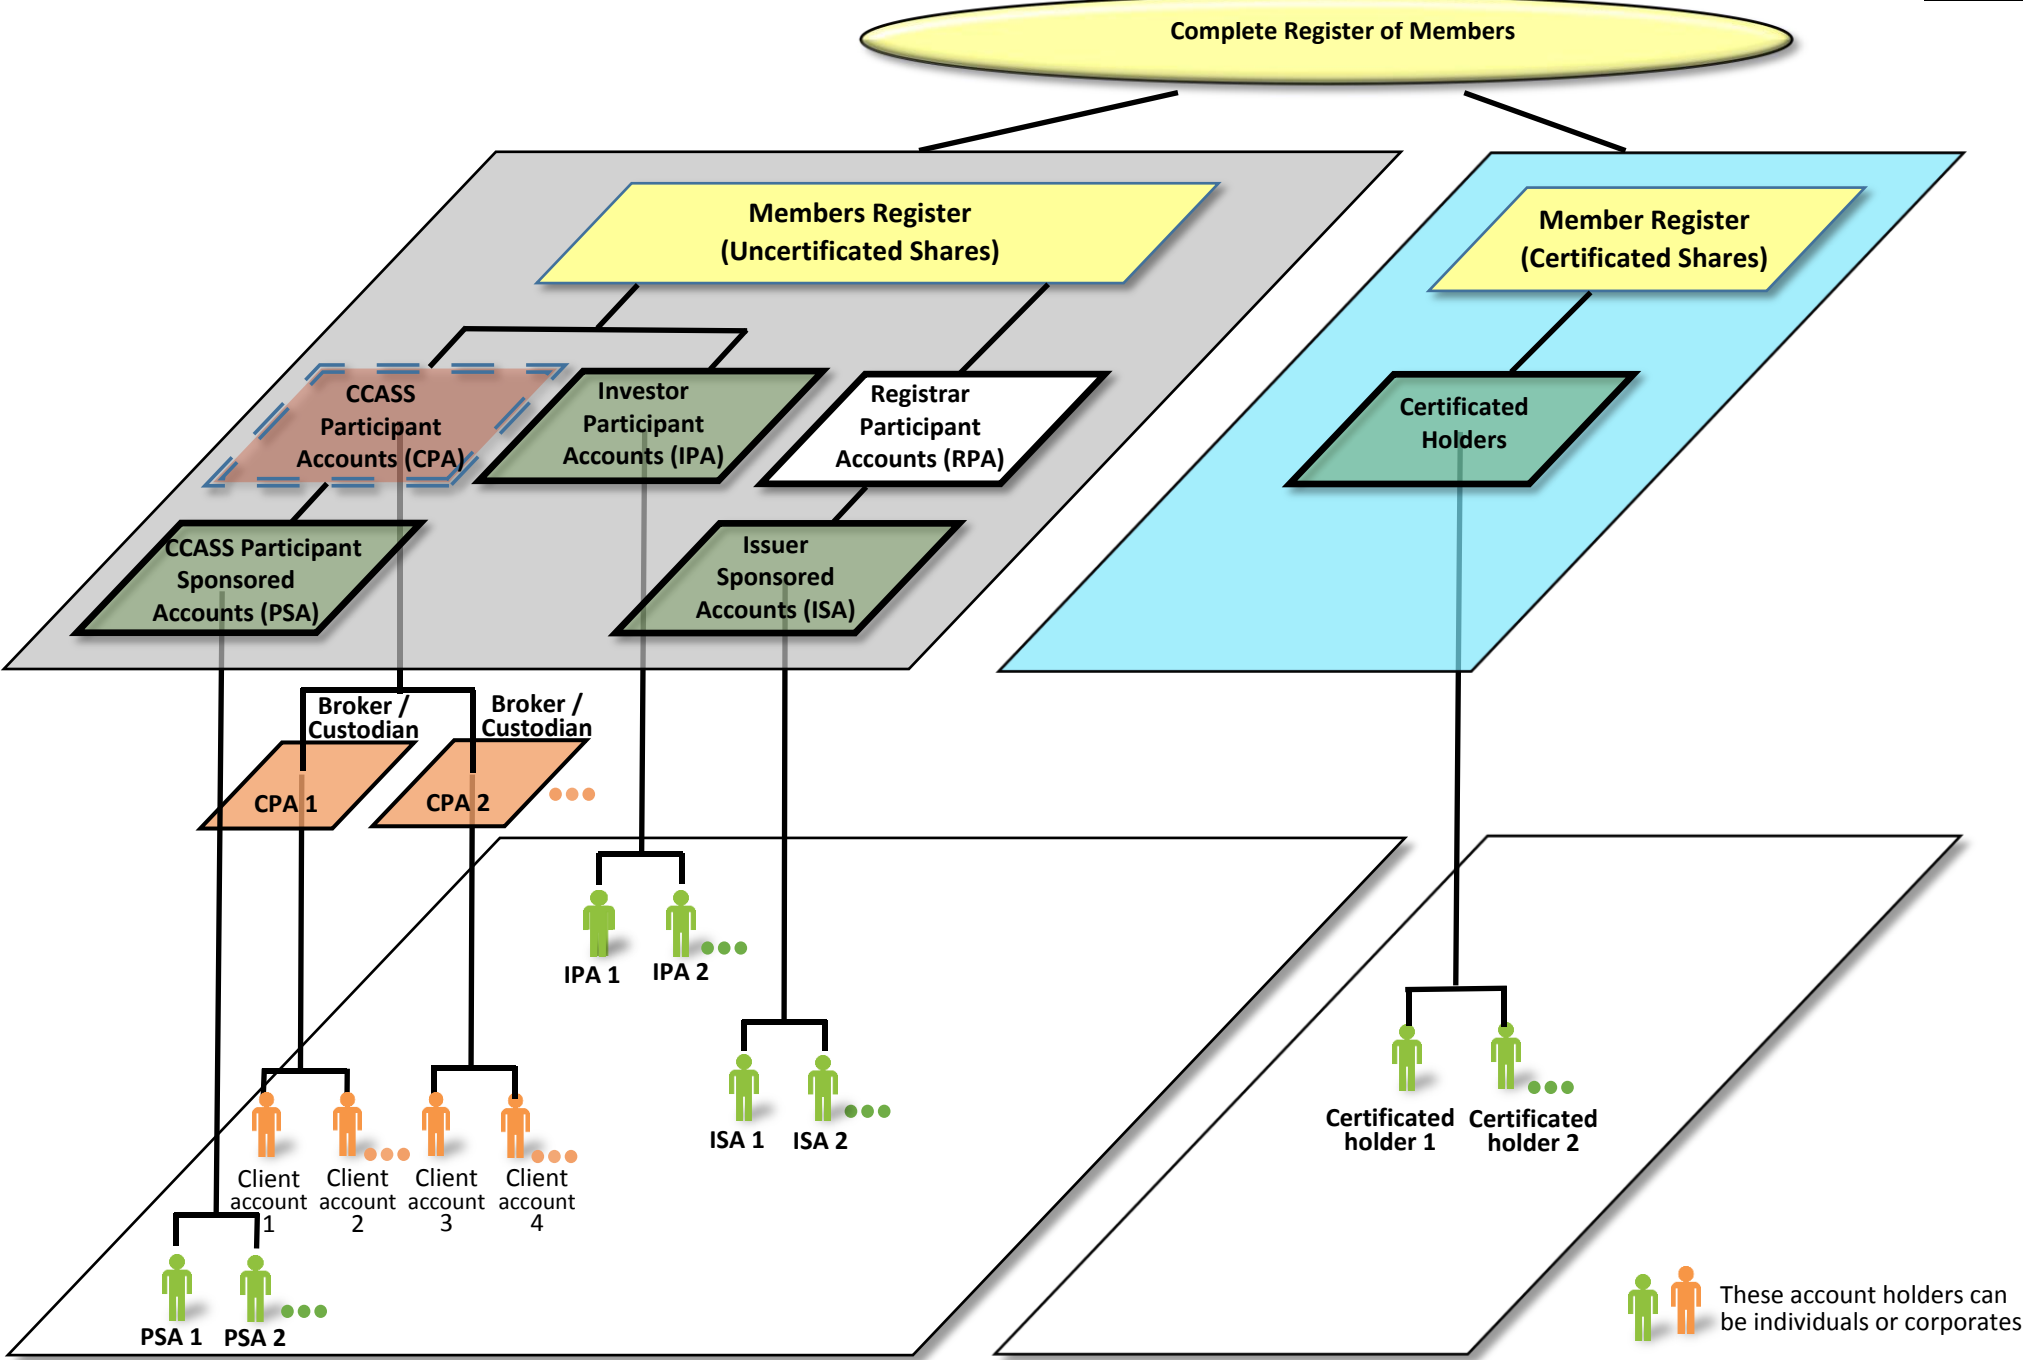 Complete Register of Members
Members Register
(Uncertificated Shares)
Member Register
(Certificated Shares)
CCASS
Participant
Accounts (CPA)
Investor
Participant
Accounts (IPA)
Registrar
Participant
Accounts (RPA)
Certificated
Holders
CCASS Participant
Sponsored
Accounts (PSA)
Issuer
Sponsored
Accounts (ISA)
Broker /
Custodian
Broker /
Custodian
CPA 1
CPA 2
IPA 1
IPA 2
ISA 1
ISA 2
Certificated
holder 1
Certificated
holder 2
Client
account
1
Client
account
2
Client
account
3
Client
account
4
PSA 1
PSA 2
These account holders can
be individuals or corporates